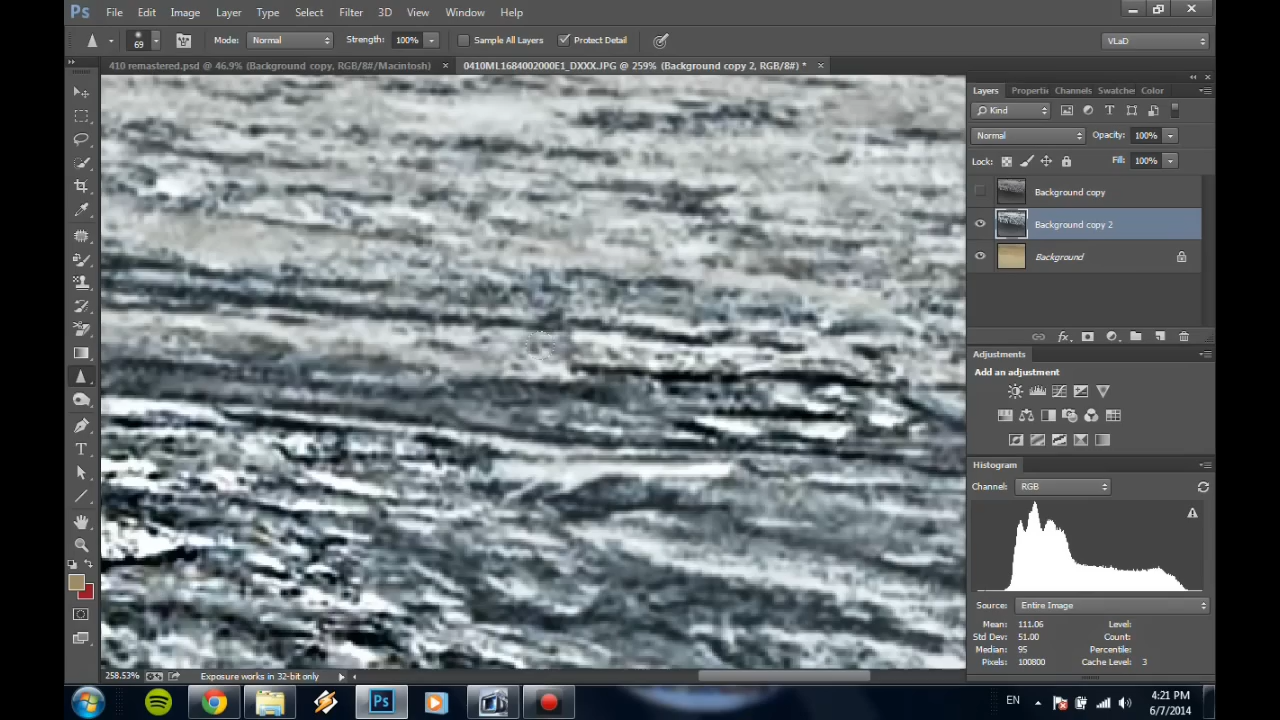 Ps File Edit Image Layer Type Select Filter 3D View Window Help
69 Mode: Normal Strength: 100% Sample All Layers Protect Detail VLaD
410 remastered.psd @ 46.9% (Background copy, RGB/8#/Macintosh) × 0410ML1684002000E1_DXXX.JPG @ 259% (Background copy 2, RGB/8#) * ×
Layers Properti Channels Swatches Color
Kind
Normal Opacity: 100%
Lock: Fill: 100%
Background copy
Background copy 2
Background
fx
Adjustments
Add an adjustment
Histogram
Channel: RGB
Source: Entire Image
Mean: 111.06 Level:
Std Dev: 51.00 Count:
Median: 95 Percentile:
Pixels: 100800 Cache Level: 3
258.53% Exposure works in 32-bit only
Ps EN 4:21 PM
6/7/2014